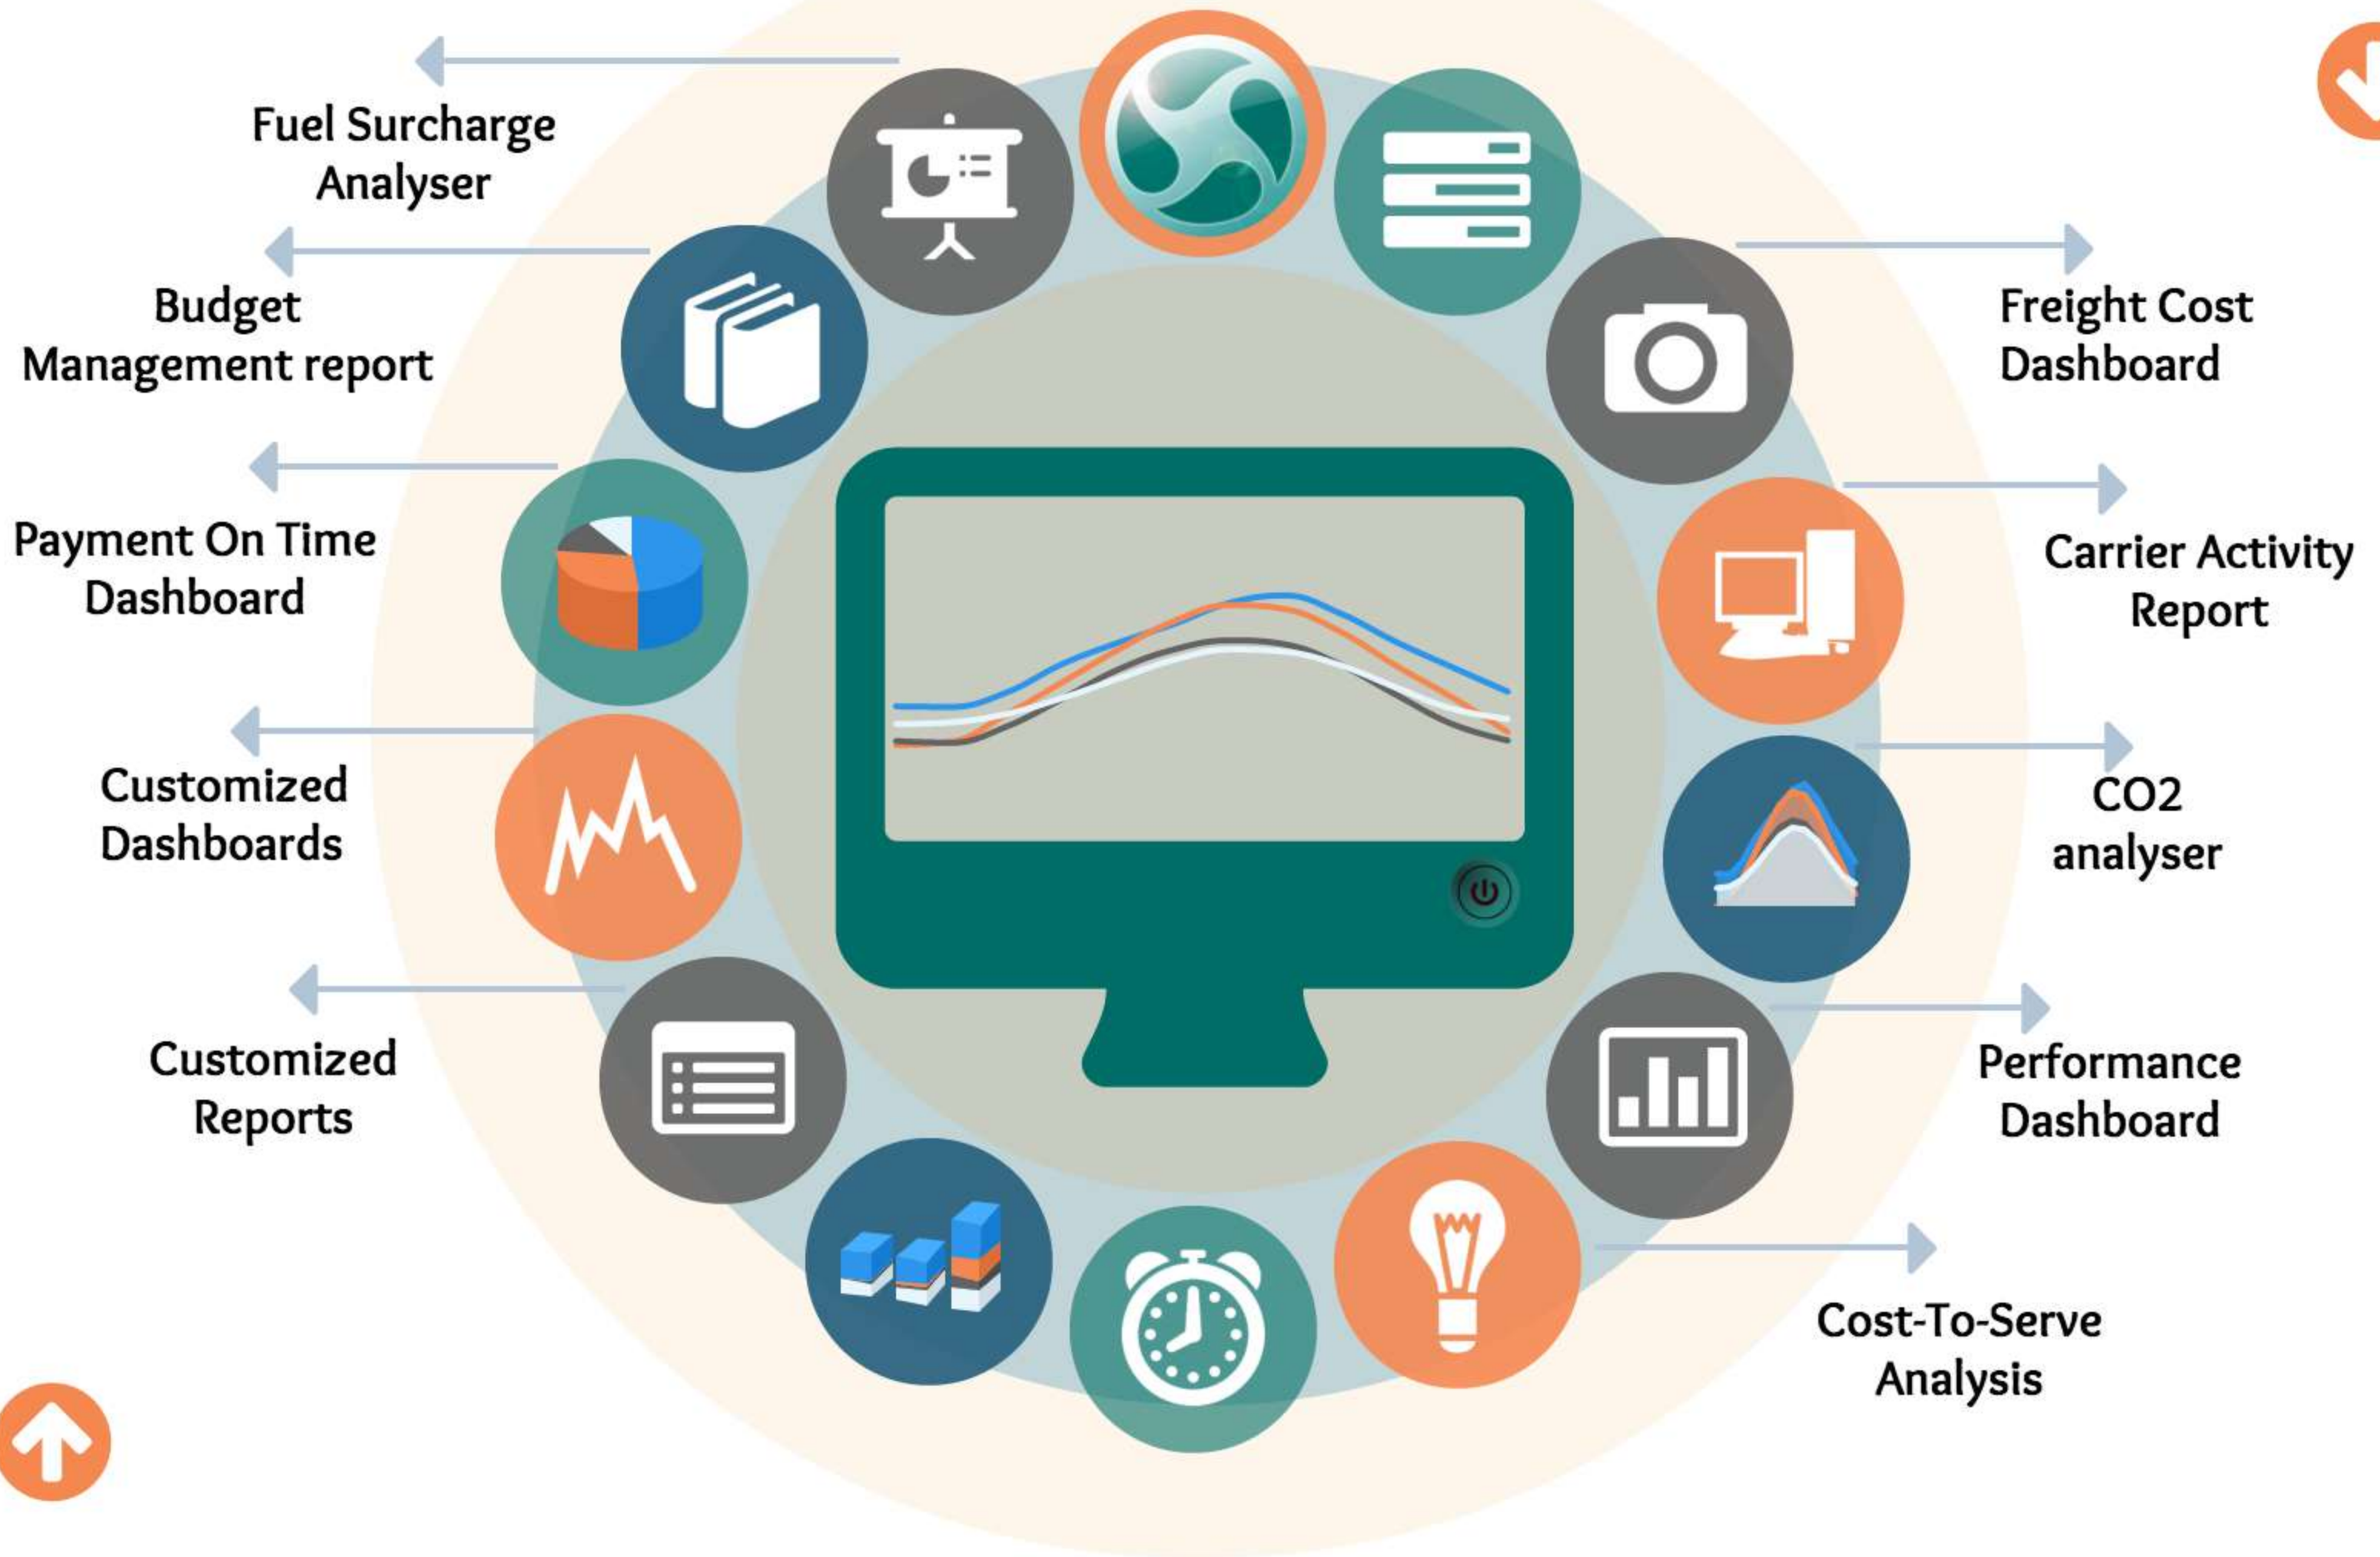 Fuel Surcharge
Analyser
Budget
Management report
Payment On Time
Dashboard
Customized
Dashboards
Customized
Reports
Freight Cost
Dashboard
Carrier Activity
Report
CO2
analyser
Performance
Dashboard
Cost-To-Serve
Analysis